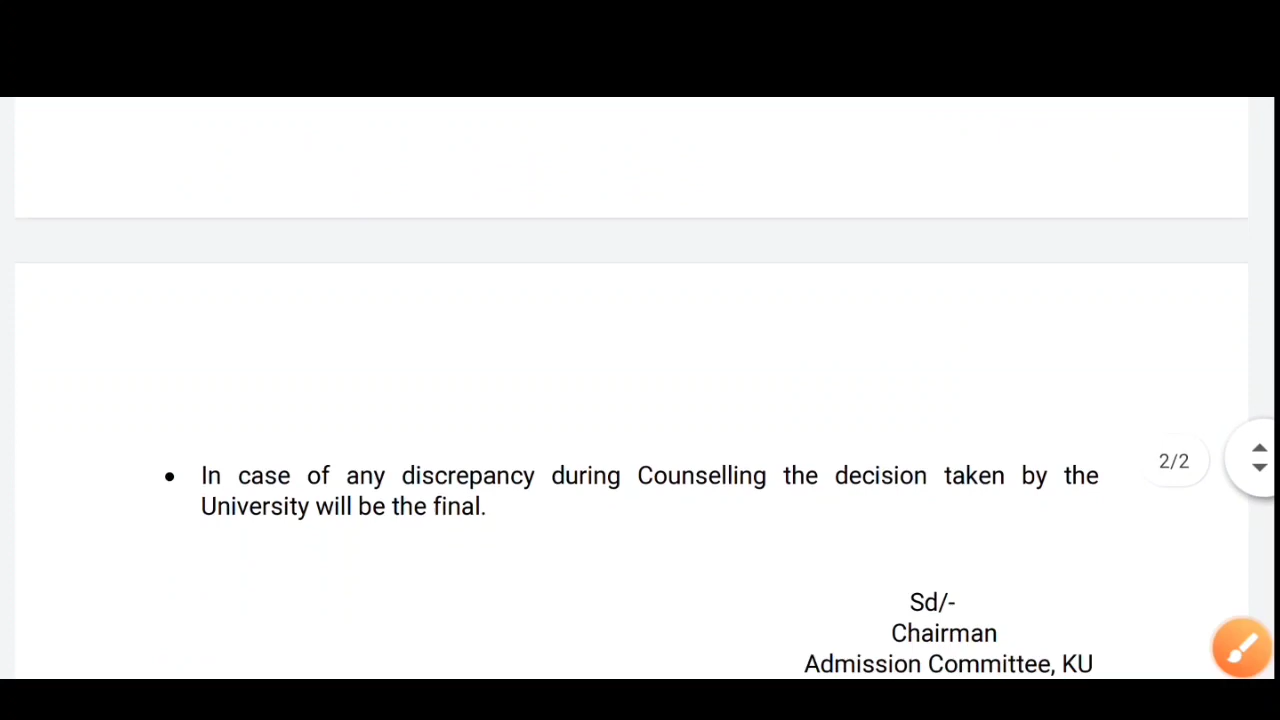 • In case of any discrepancy during Counselling the decision taken by the
University will be the final.
2/2
Sd/-
Chairman
Admission Committee, KU